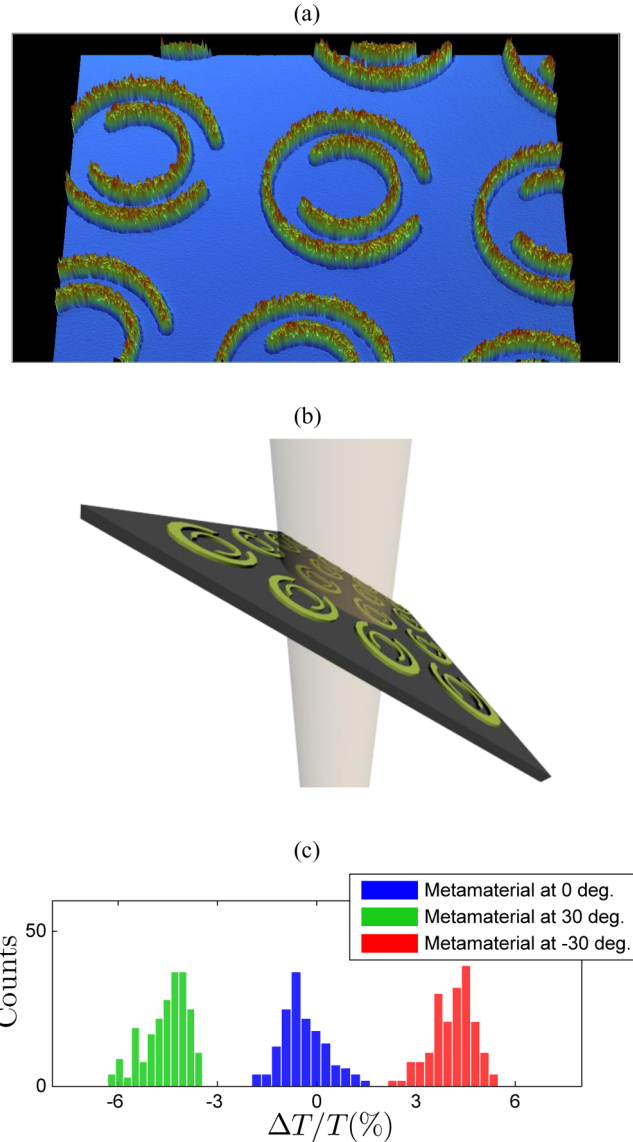 (a)
(b)
(c)
Metamaterial at 0 deg.
Metamaterial at 30 deg.
Metamaterial at -30 deg.
50
Counts
0
-6 -3 0 3 6
ΔT/T(%)